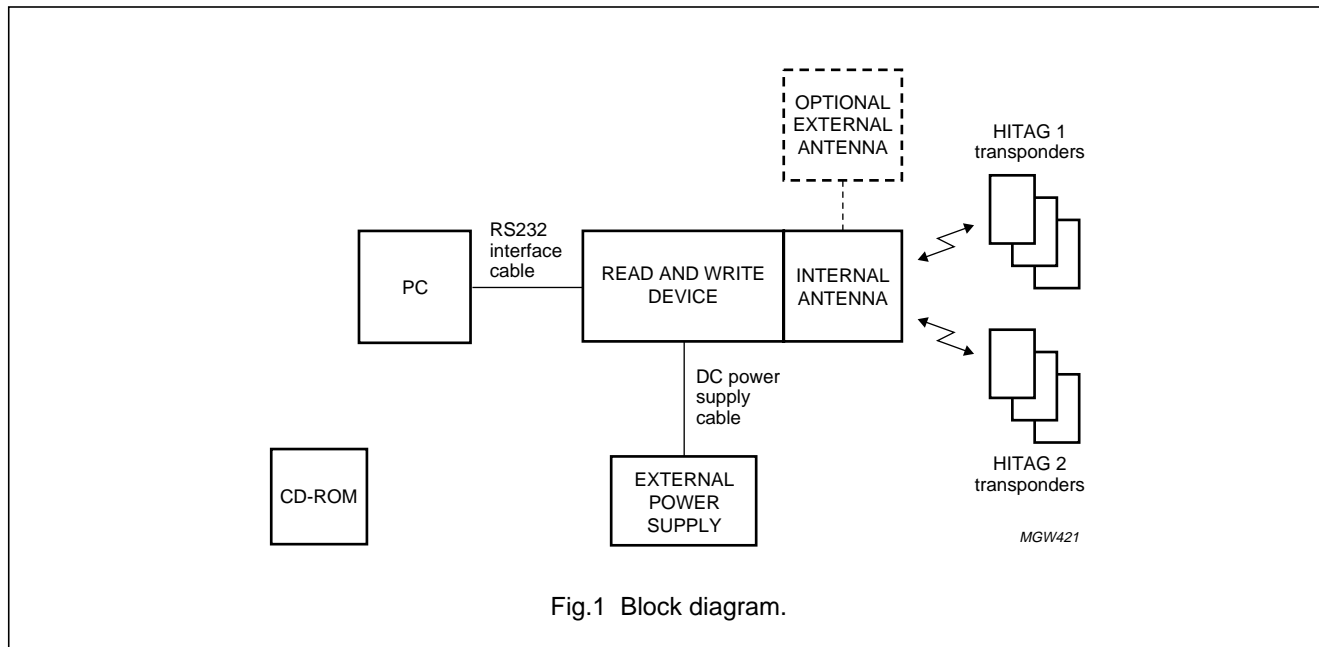 OPTIONAL
EXTERNAL
ANTENNA
HITAG 1
transponders
RS232
interface
cable
PC
READ AND WRITE
DEVICE
INTERNAL
ANTENNA
DC power
supply
cable
HITAG 2
transponders
CD-ROM
EXTERNAL
POWER
SUPPLY
MGW421
Fig.1 Block diagram.